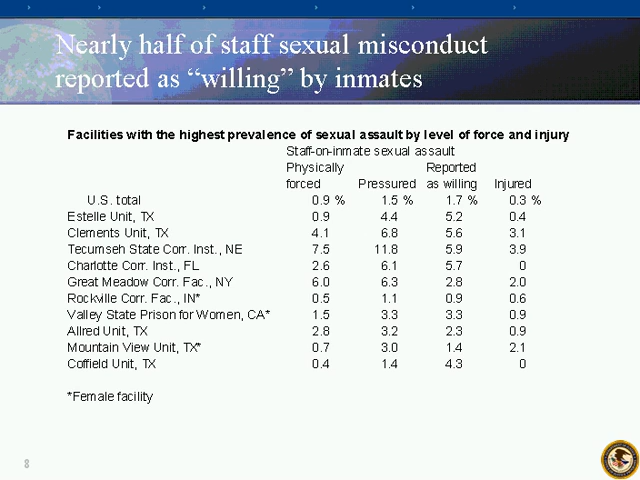 Nearly half of staff sexual misconduct
reported as “willing” by inmates
Facilities with the highest prevalence of sexual assault by level of force and injury
Staff-on-inmate sexual assault
Physically Reported
forced Pressured as willing Injured
U.S. total 0.9 % 1.5 % 1.7 % 0.3 %
Estelle Unit, TX 0.9 4.4 5.2 0.4
Clements Unit, TX 4.1 6.8 5.6 3.1
Tecumseh State Corr. Inst., NE 7.5 11.8 5.9 3.9
Charlotte Corr. Inst., FL 2.6 6.1 5.7 0
Great Meadow Corr. Fac., NY 6.0 6.3 2.8 2.0
Rockville Corr. Fac., IN* 0.5 1.1 0.9 0.6
Valley State Prison for Women, CA* 1.5 3.3 3.3 0.9
Allred Unit, TX 2.8 3.2 2.3 0.9
Mountain View Unit, TX* 0.7 3.0 1.4 2.1
Coffield Unit, TX 0.4 1.4 4.3 0
*Female facility
8